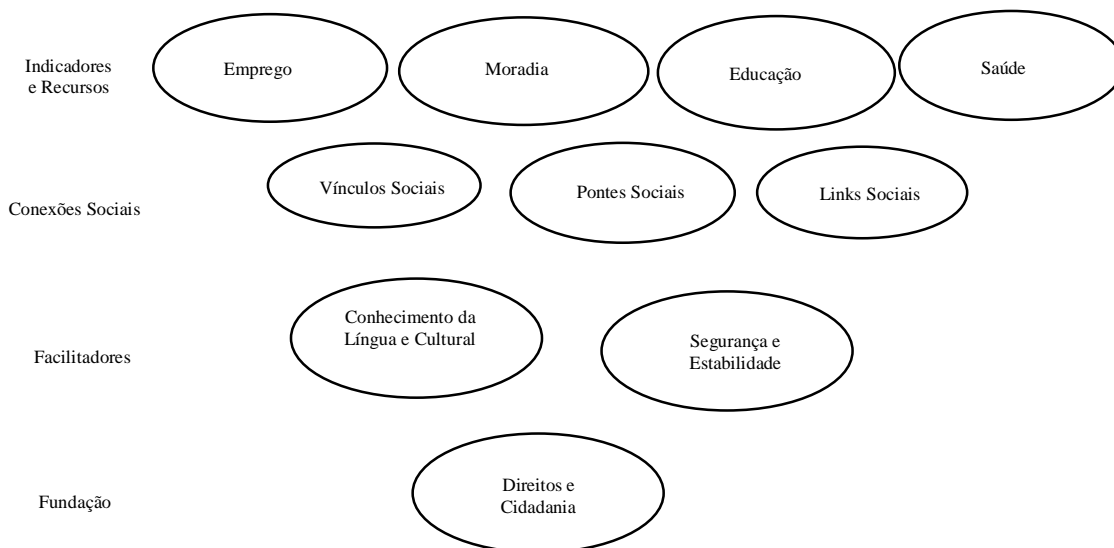 Indicadores
e Recursos
Emprego
Moradia
Educação
Saúde
Conexões Sociais
Vínculos Sociais
Pontes Sociais
Links Sociais
Facilitadores
Conhecimento da
Língua e Cultural
Segurança e
Estabilidade
Fundação
Direitos e
Cidadania